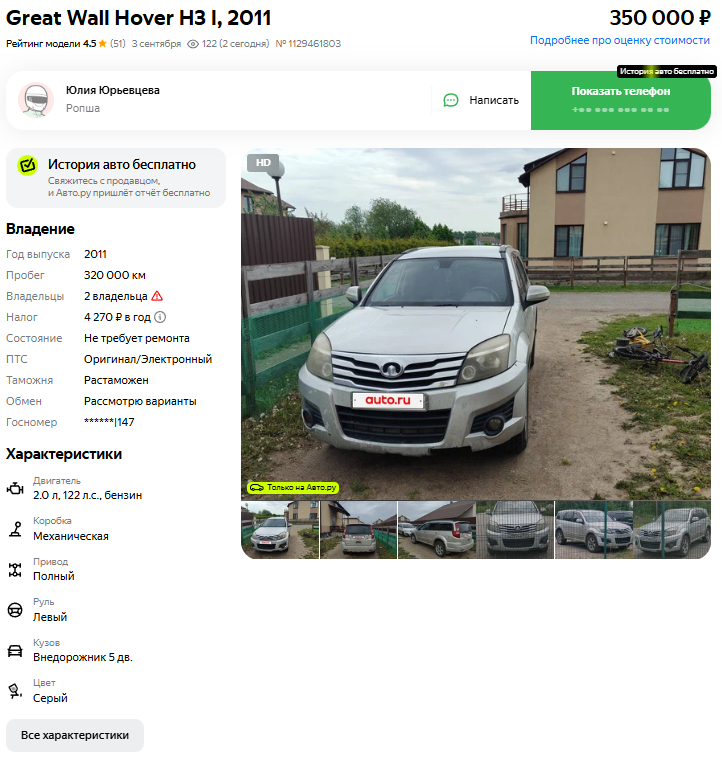 Great Wall Hover H3 I, 2011
350 000 ₽
Рейтинг модели 4.5 (51) 3 сентября 122 (2 сегодня) № 1129461803
Подробнее про оценку стоимости
История авто бесплатно
Юлия Юрьевцева
Ропша
Написать
Показать телефон
+•• ••• ••• •• ••
История авто бесплатно
Свяжитесь с продавцом,
и Авто.ру пришлёт отчёт бесплатно
HD
Владение
Год выпуска 2011
Пробег 320 000 км
Владельцы 2 владельца
Налог 4 270 ₽ в год
Состояние Не требует ремонта
ПТС Оригинал/Электронный
Таможня Растаможен
Обмен Рассмотрю варианты
Госномер ******|147
auto.ru
Только на Авто.ру
Характеристики
Двигатель
2.0 л, 122 л.с., бензин
Коробка
Механическая
Привод
Полный
Руль
Левый
Кузов
Внедорожник 5 дв.
Цвет
Серый
Все характеристики